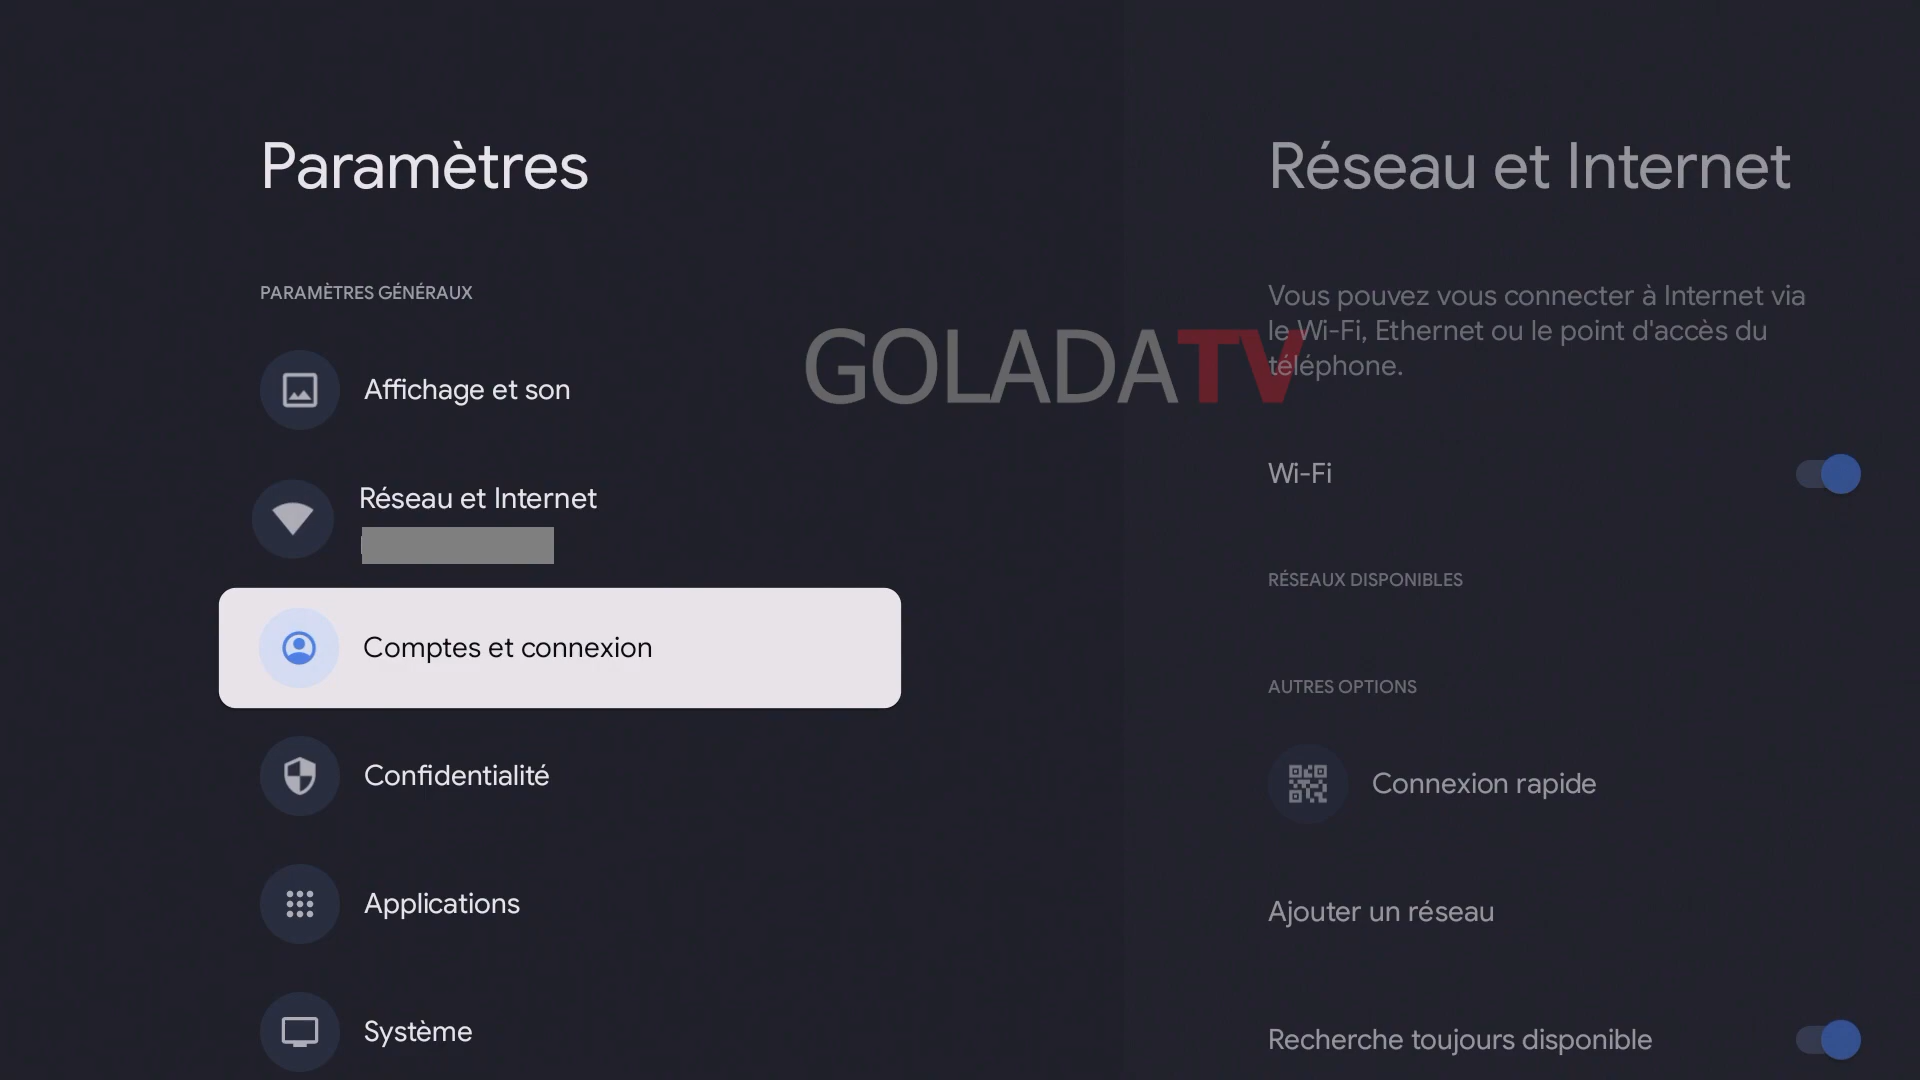 Paramètres
PARAMÈTRES GÉNÉRAUX
Affichage et son
Réseau et Internet
Comptes et connexion
Confidentialité
Applications
Système
GOLADATV
Réseau et Internet
Vous pouvez vous connecter à Internet via
le Wi-Fi, Ethernet ou le point d'accès du
téléphone.
Wi-Fi
RÉSEAUX DISPONIBLES
AUTRES OPTIONS
Connexion rapide
Ajouter un réseau
Recherche toujours disponible